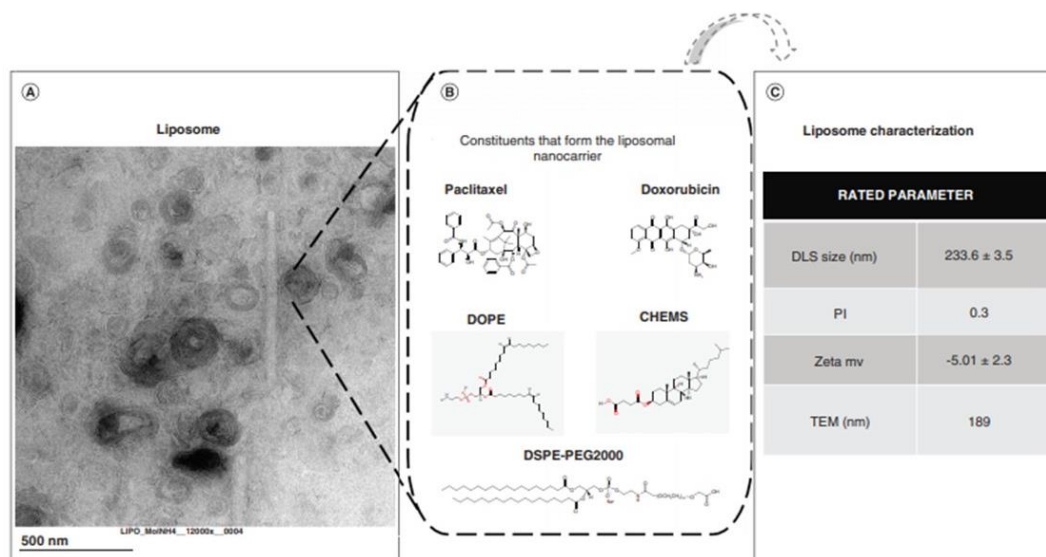 A
Liposome
LIPO_MolNH4__12000x__0004
500 nm
B
Constituents that form the liposomal
nanocarrier
Paclitaxel
Doxorubicin
DOPE
CHEMS
DSPE-PEG2000
C
Liposome characterization
RATED PARAMETER
DLS size (nm) 233.6 ± 3.5
PI 0.3
Zeta mv -5.01 ± 2.3
TEM (nm) 189